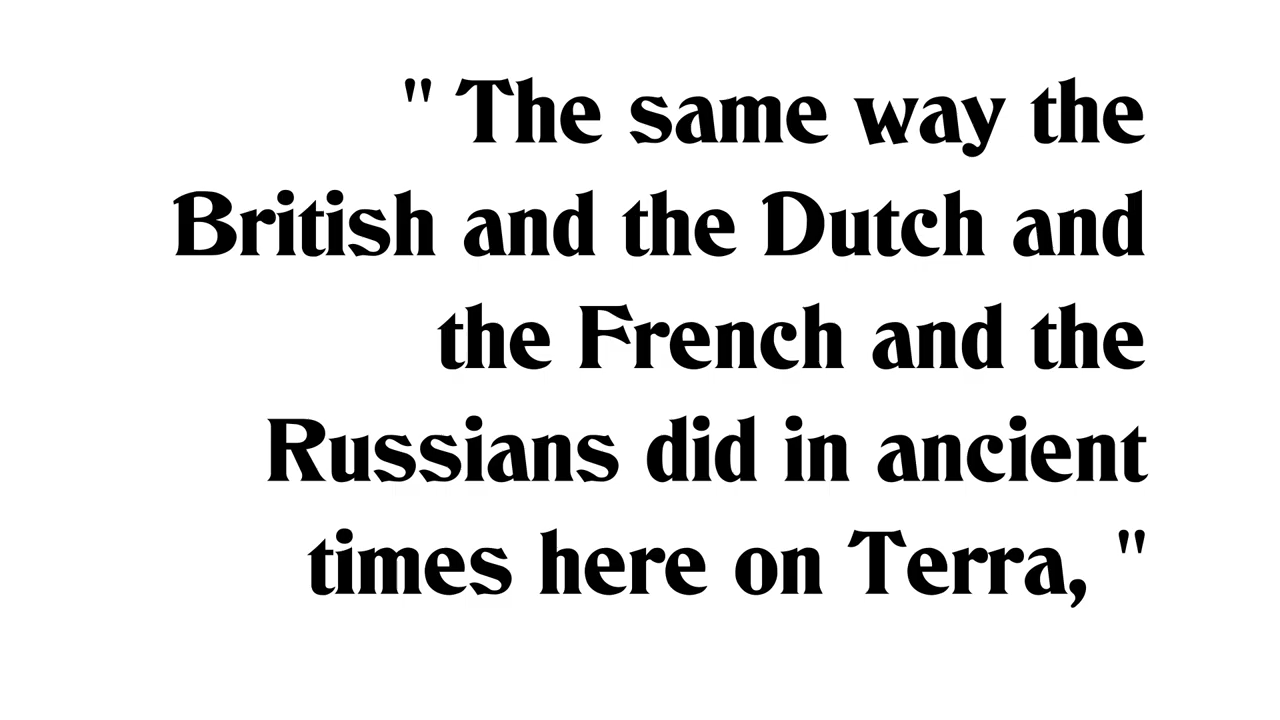 " The same way the
British and the Dutch and
the French and the
Russians did in ancient
times here on Terra, "